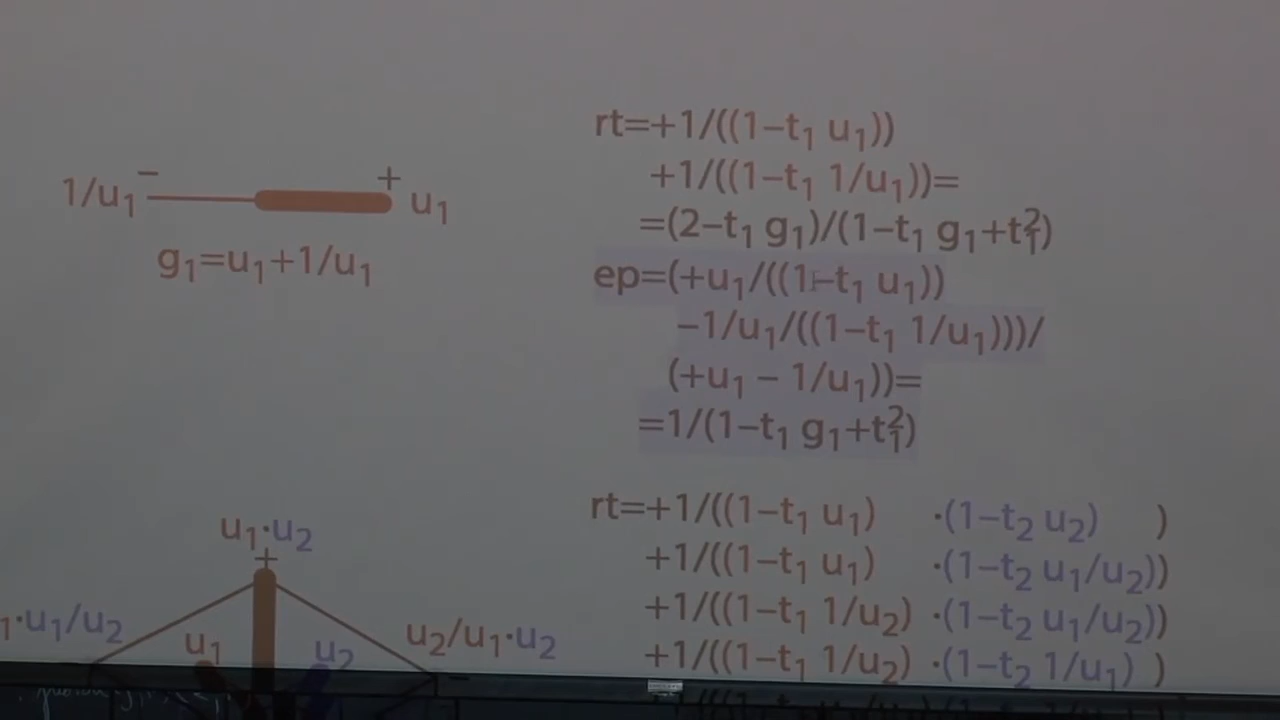 rt=+1/((1−t₁ u₁))
+1/((1−t₁ 1/u₁))=
=(2−t₁ g₁)/(1−t₁ g₁+t₁²)
ep=(+u₁/((1−t₁ u₁))
−1/u₁/((1−t₁ 1/u₁)))/
(+u₁ − 1/u₁))=
=1/(1−t₁ g₁+t₁²)
1/u₁ − + u₁
g₁=u₁+1/u₁
rt=+1/((1−t₁ u₁) ·(1−t₂ u₂) )
+1/((1−t₁ u₁) ·(1−t₂ u₁/u₂))
+1/((1−t₁ 1/u₂) ·(1−t₂ u₁/u₂))
+1/((1−t₁ 1/u₂) ·(1−t₂ 1/u₁) )
u₁·u₂
+
₁·u₁/u₂
u₁
u₂
u₂/u₁·u₂